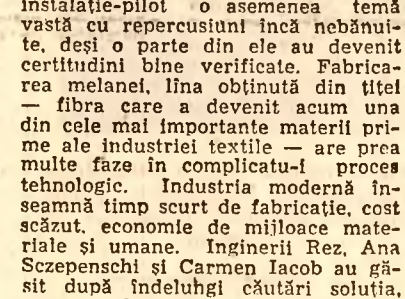 instalație-pilot o asemenea temă
vastă cu repercusiuni încă nebănui-
te, deși o parte din ele au devenit
certitudini bine verificate. Fabrica-
rea melanei, lîna obținută din țiței
— fibra care a devenit acum una
din cele mai importante materii pri-
me ale industriei textile — are prea
multe faze în complicatu-i proces
tehnologic. Industria modernă în-
seamnă timp scurt de fabricație, cost
scăzut, economie de mijloace mate-
riale și umane. Inginerii Rez, Ana
Sczepenschi și Carmen Iacob au gă-
sit după îndeluhgi căutări soluția,